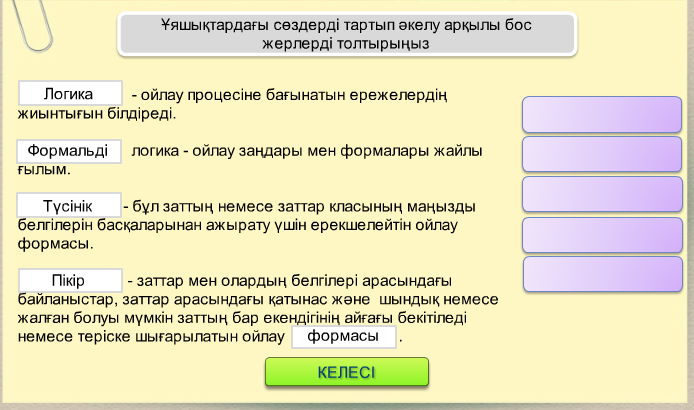 Ұяшықтардағы сөздерді тартып әкелу арқылы бос
жерлерді толтырыңыз
Логика - ойлау процесіне бағынатын ережелердің
жиынтығын білдіреді.
Формальді логика - ойлау заңдары мен формалары жайлы
ғылым.
Түсінік - бұл заттың немесе заттар класының маңызды
белгілерін басқаларынан ажырату үшін ерекшелейтін ойлау
формасы.
Пікір - заттар мен олардың белгілері арасындағы
байланыстар, заттар арасындағы қатынас және шындық немесе
жалған болуы мүмкін заттың бар екендігінің айғағы бекітіледі
немесе теріске шығарылатын ойлау формасы .
КЕЛЕСІ